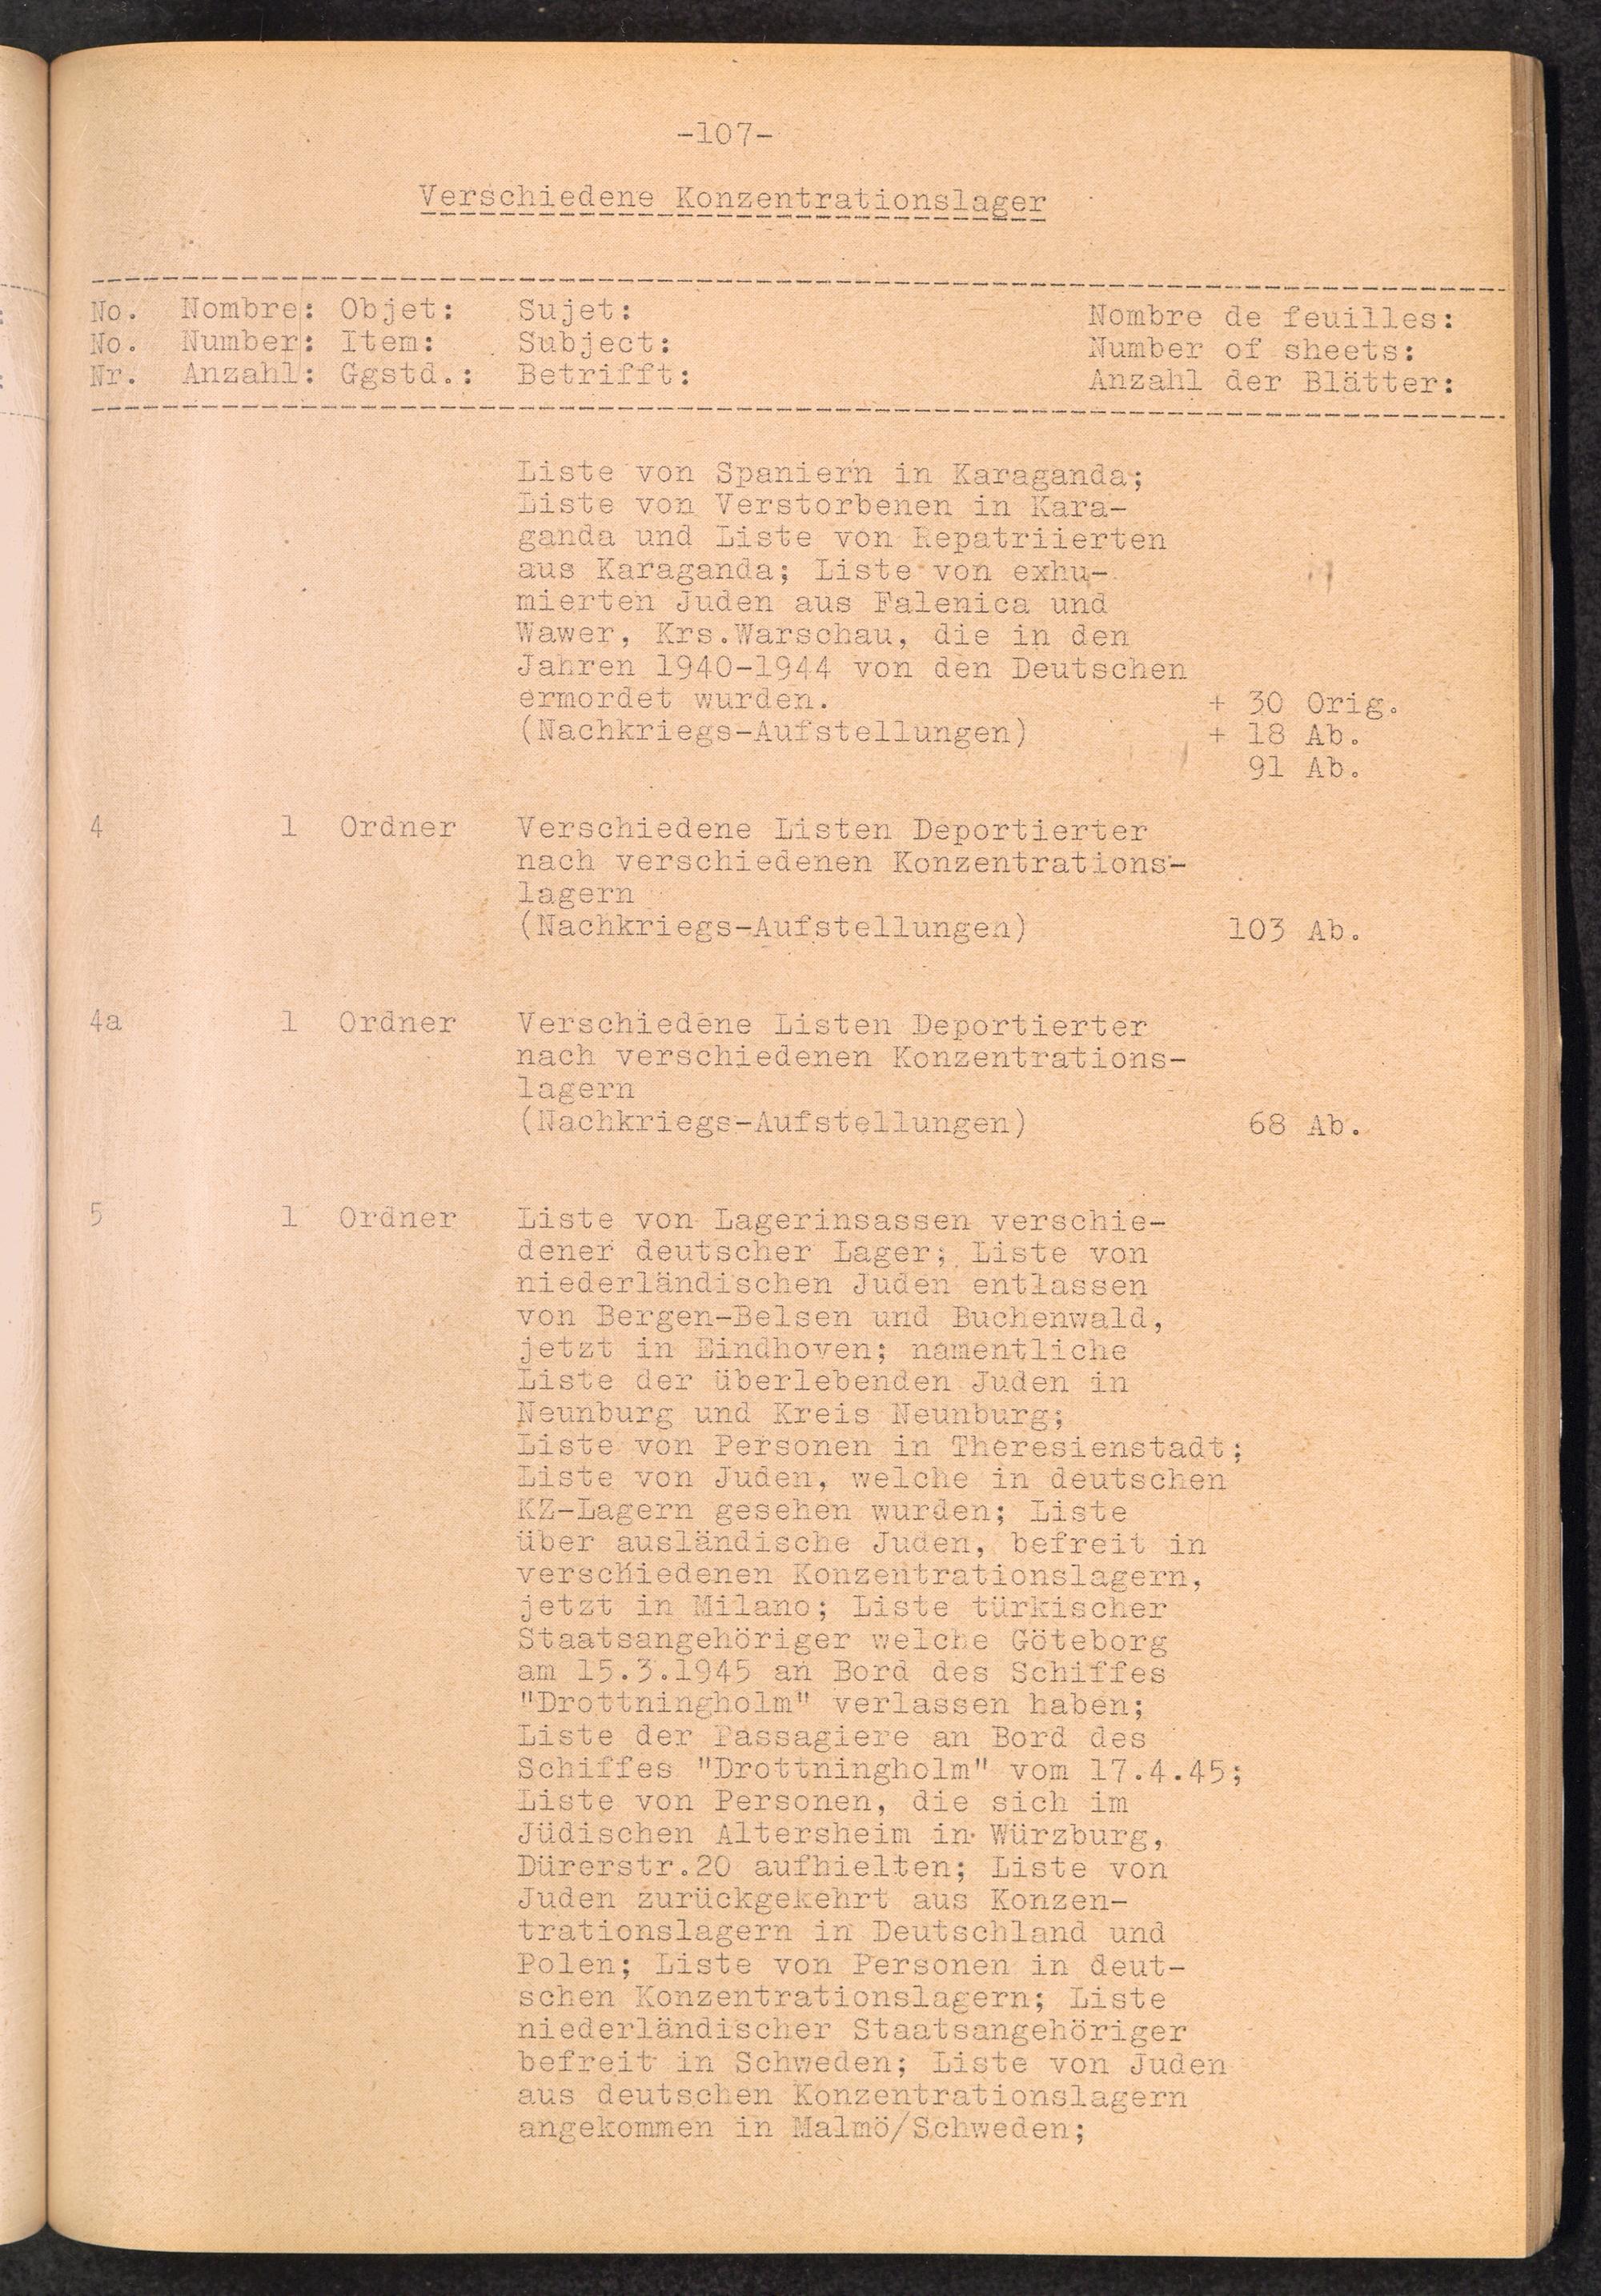 -107-
Verschiedene Konzentrationslager
No. Nombre: Objet: Sujet: Nombre de feuilles:
No. Number: Item: Subject: Number of sheets:
Nr. Anzahl: Ggstd.: Betrifft: Anzahl der Blätter:
Liste von Spaniern in Karaganda;
Liste von Verstorbenen in Kara-
ganda und Liste von Repatriierten
aus Karaganda; Liste von exhu-
mierten Juden aus Falenica und
Wawer, Krs.Warschau, die in den
Jahren 1940-1944 von den Deutschen
ermordet wurden. + 30 Orig.
(Nachkriegs-Aufstellungen) + 18 Ab.
91 Ab.
4 1 Ordner Verschiedene Listen Deportierter
nach verschiedenen Konzentrations-
lagern
(Nachkriegs-Aufstellungen) 103 Ab.
4a 1 Ordner Verschiedene Listen Deportierter
nach verschiedenen Konzentrations-
lagern
(Nachkriegs-Aufstellungen) 68 Ab.
5 1 Ordner Liste von Lagerinsassen verschie-
dener deutscher Lager; Liste von
niederländischen Juden entlassen
von Bergen-Belsen und Buchenwald,
jetzt in Eindhoven; namentliche
Liste der überlebenden Juden in
Neunburg und Kreis Neunburg;
Liste von Personen in Theresienstadt;
Liste von Juden, welche in deutschen
KZ-Lagern gesehen wurden; Liste
über ausländische Juden, befreit in
verschiedenen Konzentrationslagern,
jetzt in Milano; Liste türkischer
Staatsangehöriger welche Göteborg
am 15.3.1945 an Bord des Schiffes
"Drottningholm" verlassen haben;
Liste der Passagiere an Bord des
Schiffes "Drottningholm" vom 17.4.45;
Liste von Personen, die sich im
Jüdischen Altersheim in Würzburg,
Dürerstr.20 aufhielten; Liste von
Juden zurückgekehrt aus Konzen-
trationslagern in Deutschland und
Polen; Liste von Personen in deut-
schen Konzentrationslagern; Liste
niederländischer Staatsangehöriger
befreit in Schweden; Liste von Juden
aus deutschen Konzentrationslagern
angekommen in Malmö/Schweden;